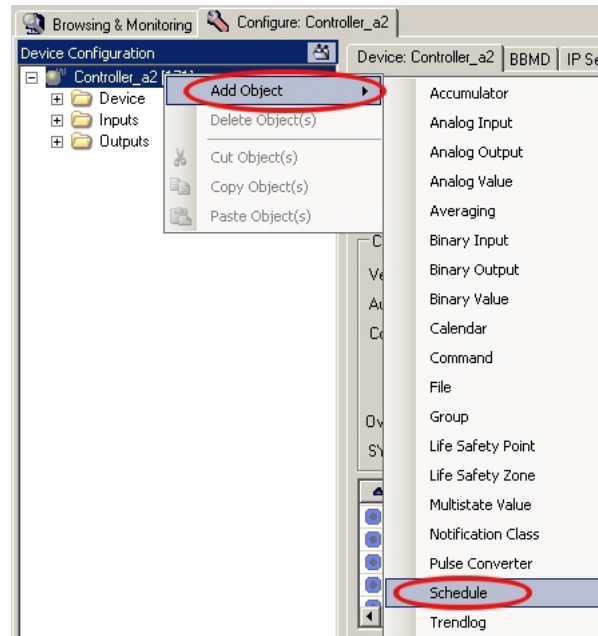 Browsing & Monitoring
Configure: Controller_a2
Device Configuration
Device: Controller_a2
BBMD
Controller_a2
Device
Inputs
Outputs
Add Object
Delete Object(s)
Cut Object(s)
Copy Object(s)
Paste Object(s)
Accumulator
Analog Input
Analog Output
Analog Value
Averaging
Binary Input
Binary Output
Binary Value
Calendar
Command
File
Group
Life Safety Point
Life Safety Zone
Multistate Value
Notification Class
Pulse Converter
Schedule
Trendlog